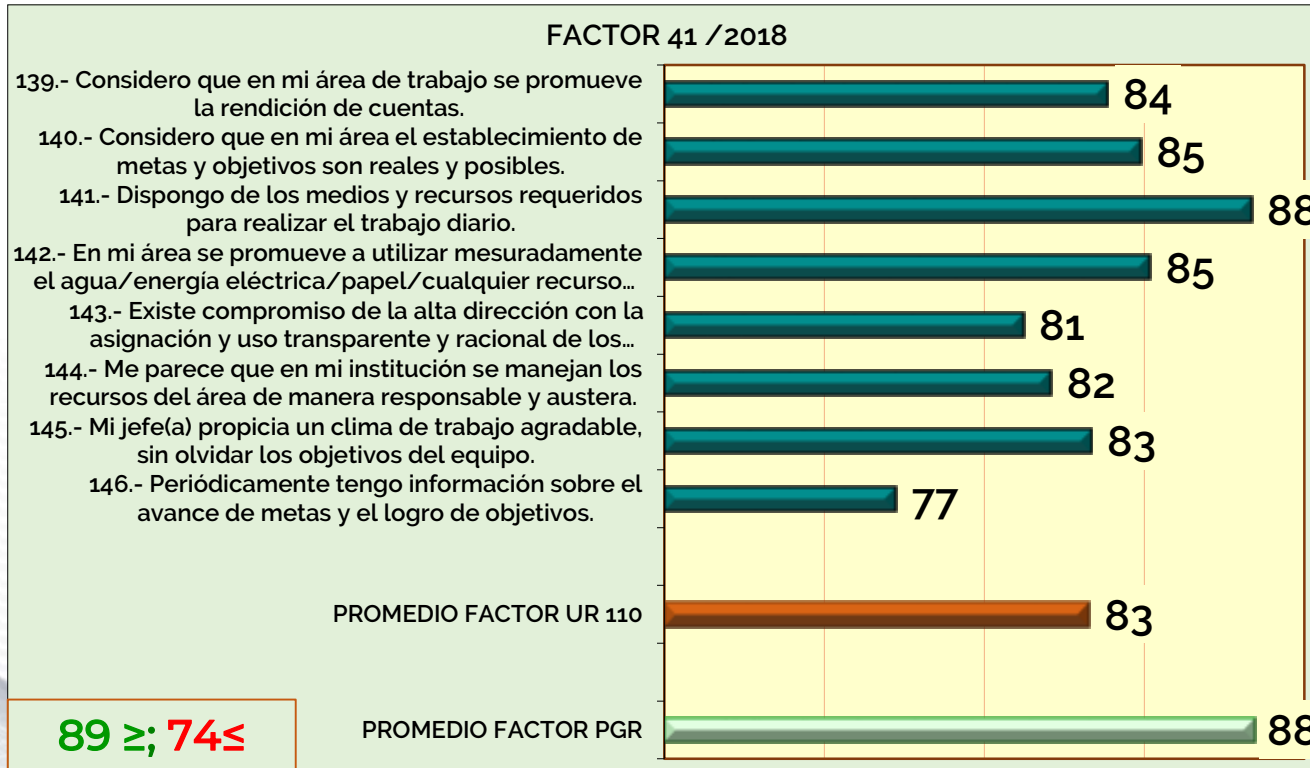 FACTOR 41 /2018
139.- Considero que en mi área de trabajo se promueve
la rendición de cuentas.
84
140.- Considero que en mi área el establecimiento de
metas y objetivos son reales y posibles.
85
141.- Dispongo de los medios y recursos requeridos
para realizar el trabajo diario.
88
142.- En mi área se promueve a utilizar mesuradamente
el agua/energía eléctrica/papel/cualquier recurso...
85
143.- Existe compromiso de la alta dirección con la
asignación y uso transparente y racional de los...
81
144.- Me parece que en mi institución se manejan los
recursos del área de manera responsable y austera.
82
145.- Mi jefe(a) propicia un clima de trabajo agradable,
sin olvidar los objetivos del equipo.
83
146.- Periódicamente tengo información sobre el
avance de metas y el logro de objetivos.
77
PROMEDIO FACTOR UR 110
83
PROMEDIO FACTOR PGR
88
89 ≥; 74≤